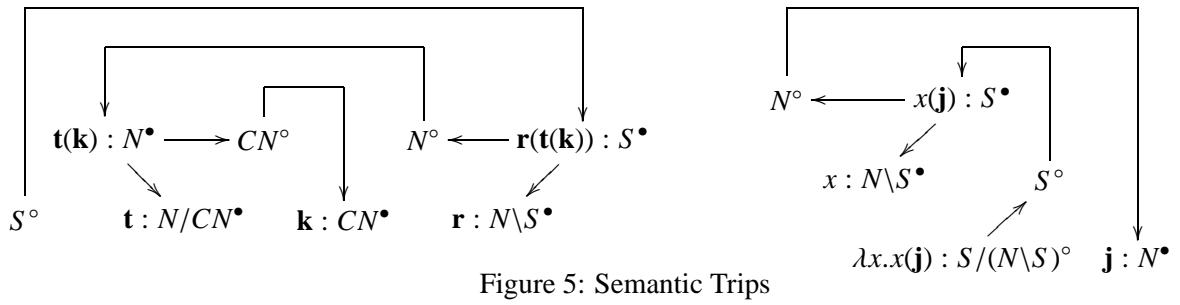 N° x(j) : S•
t(k) : N• CN° N° r(t(k)) : S•
x : N\S• S°
S° t : N/CN• k : CN• r : N\S•
λx.x(j) : S/(N\S)° j : N•
Figure 5: Semantic Trips